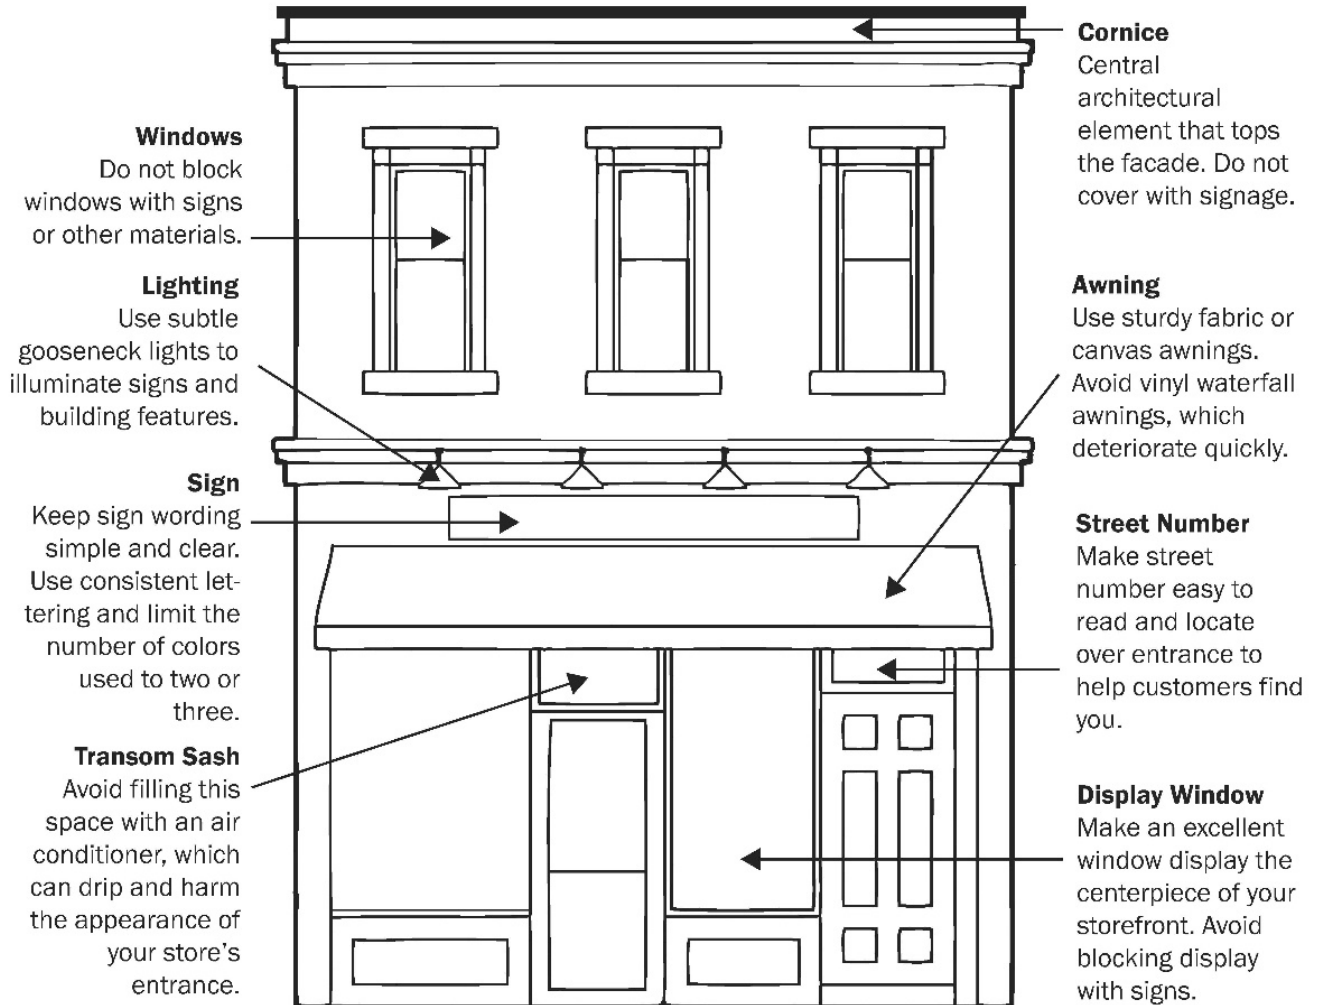 Windows
Do not block
windows with signs
or other materials.
Lighting
Use subtle
gooseneck lights to
illuminate signs and
building features.
Sign
Keep sign wording
simple and clear.
Use consistent let-
tering and limit the
number of colors
used to two or
three.
Transom Sash
Avoid filling this
space with an air
conditioner, which
can drip and harm
the appearance of
your store's
entrance.
Cornice
Central
architectural
element that tops
the facade. Do not
cover with signage.
Awning
Use sturdy fabric or
canvas awnings.
Avoid vinyl waterfall
awnings, which
deteriorate quickly.
Street Number
Make street
number easy to
read and locate
over entrance to
help customers find
you.
Display Window
Make an excellent
window display the
centerpiece of your
storefront. Avoid
blocking display
with signs.